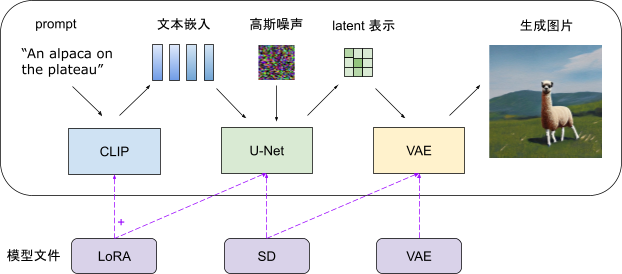 prompt
文本嵌入
高斯噪声
latent 表示
生成图片
“An alpaca on
the plateau”
CLIP
U-Net
VAE
+
模型文件
LoRA
SD
VAE